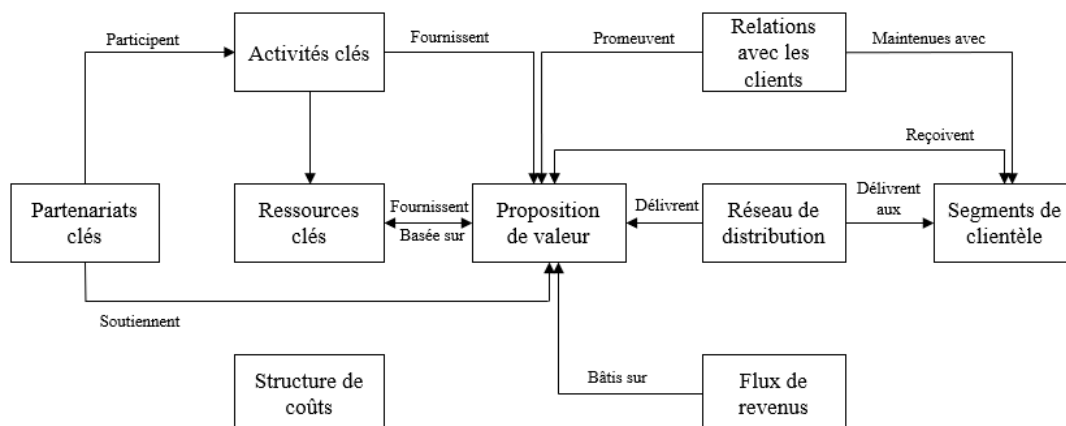 Participent
Activités clés
Fournissent
Promeuvent
Relations
avec les
clients
Maintenues avec
Reçoivent
Partenariats
clés
Ressources
clés
Fournissent
Basée sur
Proposition
de valeur
Délivrent
Réseau de
distribution
Délivrent
aux
Segments de
clientèle
Soutiennent
Structure de
coûts
Bâtis sur
Flux de
revenus